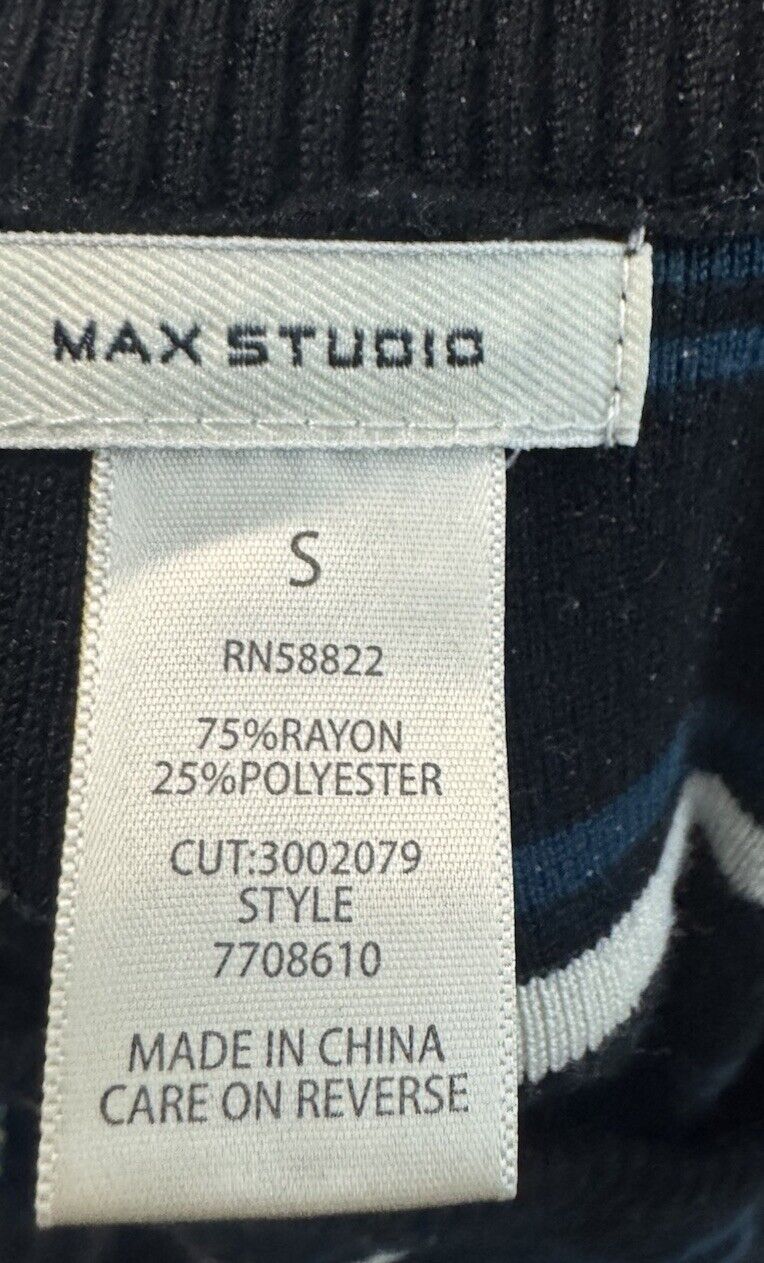 MAX STUDIO
S
RN58822
75%RAYON
25%POLYESTER
CUT:3002079
STYLE
7708610
MADE IN CHINA
CARE ON REVERSE